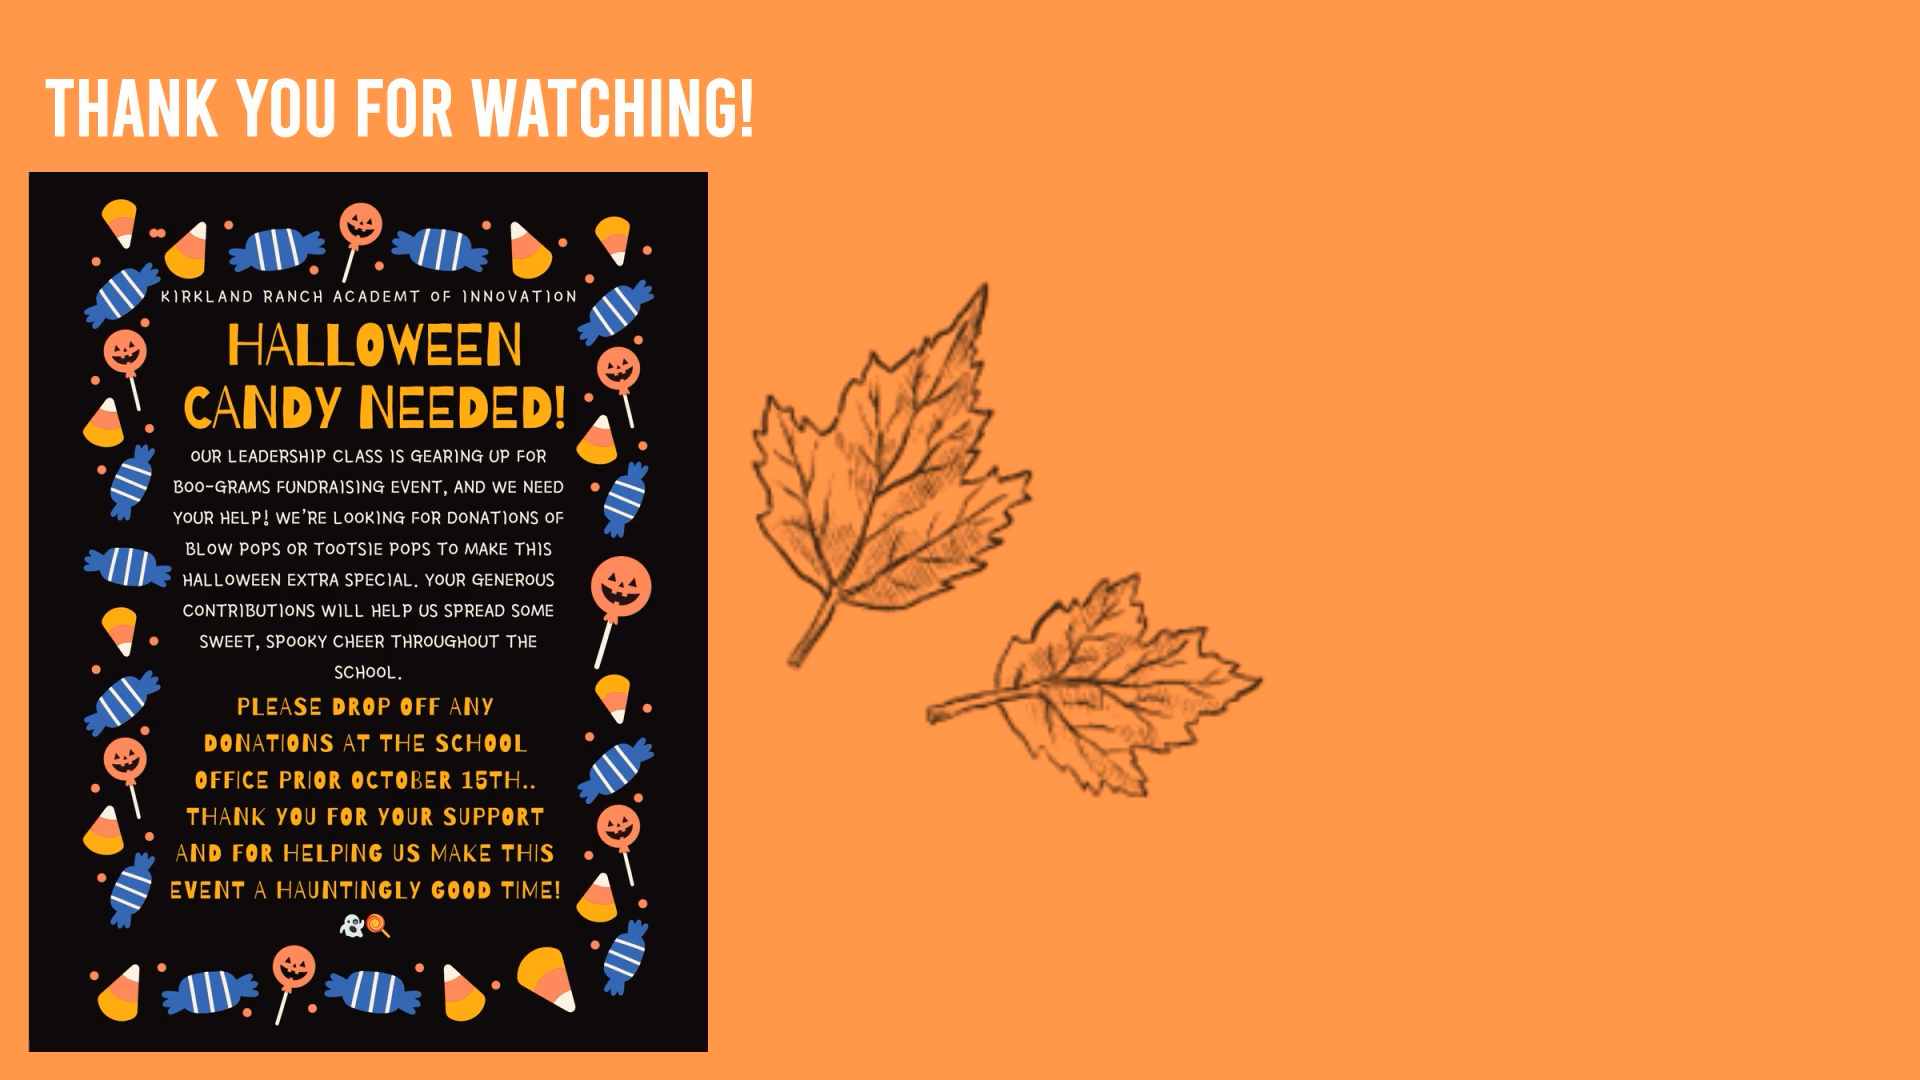 THANK YOU FOR WATCHING!
KIRKLAND RANCH ACADEMT OF INNOVATION
HALLOWEEN
CANDY NEEDED!
OUR LEADERSHIP CLASS IS GEARING UP FOR
BOO-GRAMS FUNDRAISING EVENT, AND WE NEED
YOUR HELP! WE'RE LOOKING FOR DONATIONS OF
BLOW POPS OR TOOTSIE POPS TO MAKE THIS
HALLOWEEN EXTRA SPECIAL. YOUR GENEROUS
CONTRIBUTIONS WILL HELP US SPREAD SOME
SWEET, SPOOKY CHEER THROUGHOUT THE
SCHOOL.
PLEASE DROP OFF ANY
DONATIONS AT THE SCHOOL
OFFICE PRIOR OCTOBER 15TH..
THANK YOU FOR YOUR SUPPORT
AND FOR HELPING US MAKE THIS
EVENT A HAUNTINGLY GOOD TIME!
👻🍭